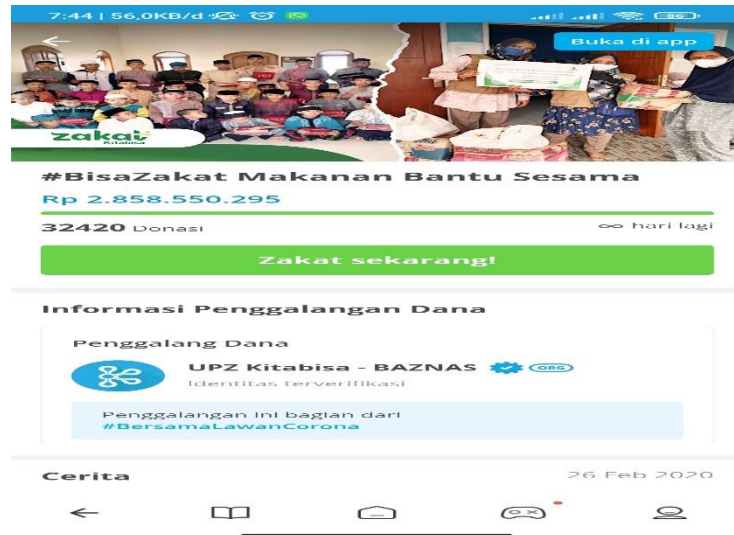 7:44 | 56,0KB/d
86
Buka di app
zakat
kitabisa
#BisaZakat Makanan Bantu Sesama
Rp 2.858.550.295
32420 Donasi
∞ hari lagi
Zakat sekarang!
Informasi Penggalangan Dana
Penggalang Dana
UPZ Kitabisa - BAZNAS ORG
Identitas terverifikasi
Penggalangan ini bagian dari
#BersamaLawanCorona
Cerita
26 Feb 2020